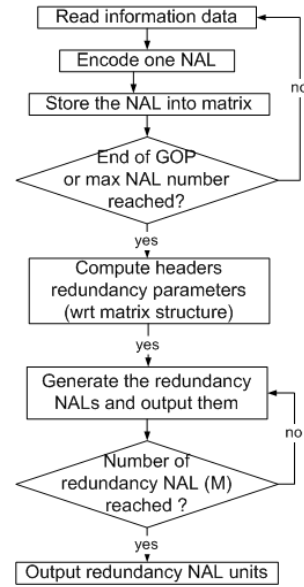 Read information data
Encode one NAL
no
Store the NAL into matrix
End of GOP
or max NAL number
reached?
yes
Compute headers
redundancy parameters
(wrt matrix structure)
yes
Generate the redundancy
NALs and output them
no
Number of
redundancy NAL (M)
reached ?
yes
Output redundancy NAL units